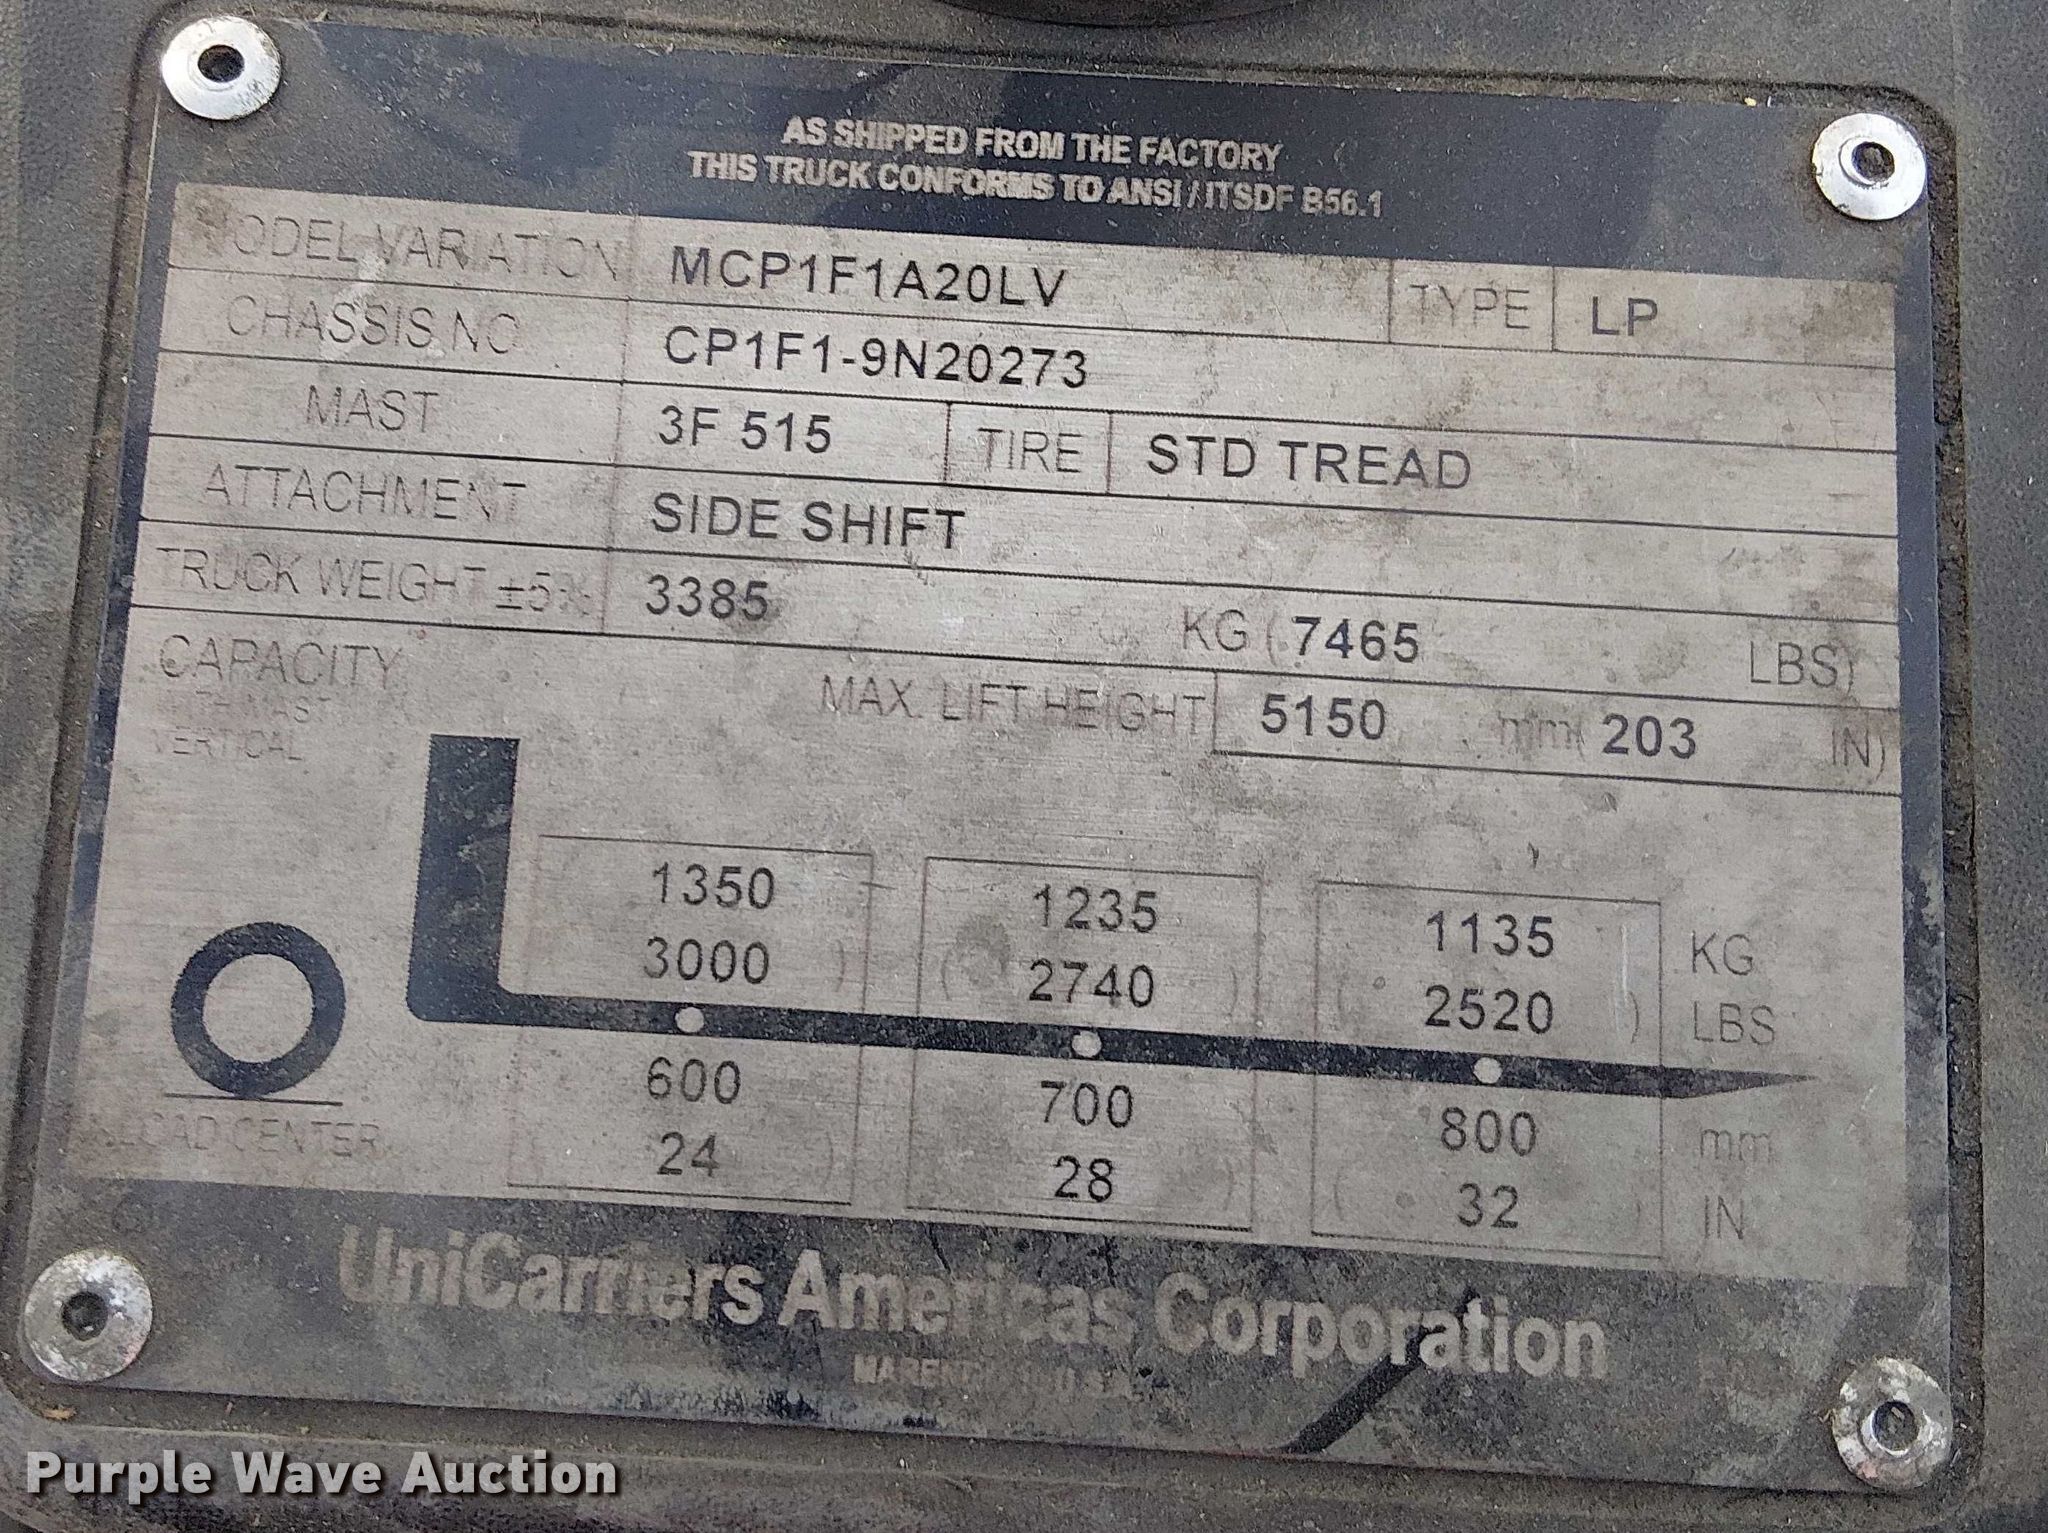 AS SHIPPED FROM THE FACTORY
THIS TRUCK CONFORMS TO ANSI / ITSDF B56.1
MODEL VARIATION MCP1F1A20LV TYPE LP
CHASSIS NO CP1F1-9N20273
MAST 3F 515 TIRE STD TREAD
ATTACHMENT SIDE SHIFT
TRUCK WEIGHT ±5% 3385 KG ( 7465 LBS)
CAPACITY MAX. LIFT HEIGHT 5150 mm( 203 IN)
WITH MAST
VERTICAL
1350 1235 1135 KG
3000 ) ( 2740 ) ( 2520 ) LBS
600 700 800 mm
LOAD CENTER 24 ) 28 ) ( 32 ) IN
UniCarriers Americas Corporation
U.S.A.
Purple Wave Auction